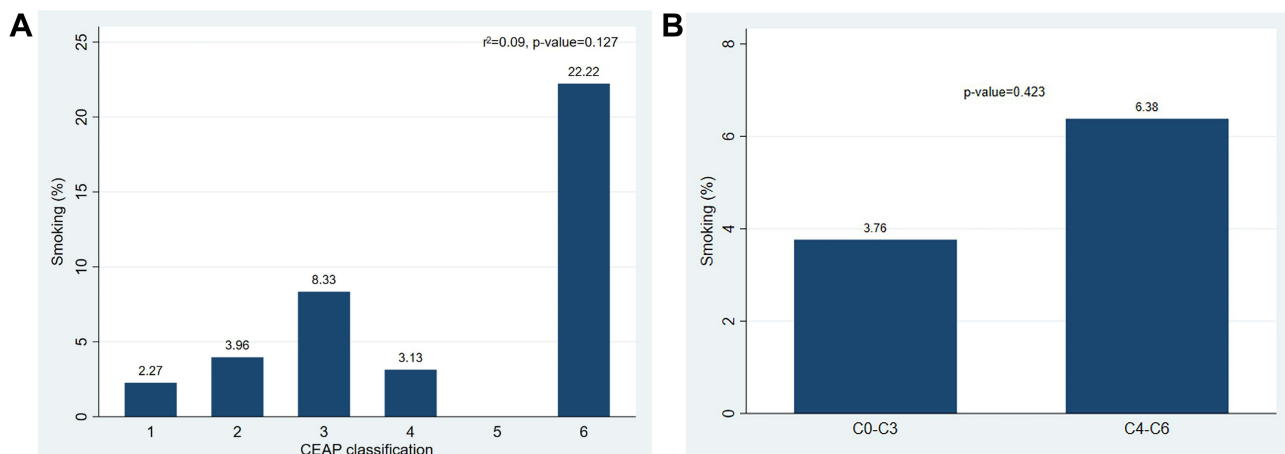 A
r²=0.09, p-value=0.127
25
20
15
10
5
0
Smoking (%)
2.27
3.96
8.33
3.13
22.22
1 2 3 4 5 6
CEAP classification
B
p-value=0.423
8
6
4
2
0
Smoking (%)
3.76
6.38
C0-C3 C4-C6